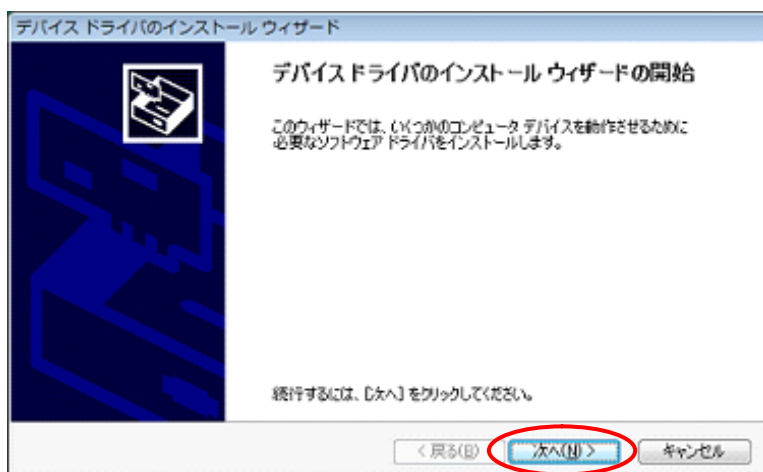 デバイス ドライバのインストール ウィザード
デバイス ドライバのインストール ウィザードの開始
このウィザードでは、いくつかのコンピュータ デバイスを動作させるために
必要なソフトウェア ドライバをインストールします。
続行するには、[次へ] をクリックしてください。
< 戻る(B)
次へ(N) >
キャンセル